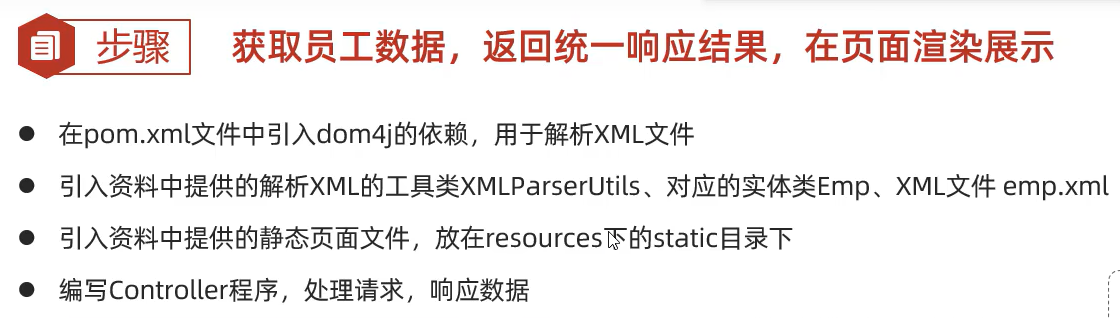 步骤
获取员工数据，返回统一响应结果，在页面渲染展示
在pom.xml文件中引入dom4j的依赖，用于解析XML文件
引入资料中提供的解析XML的工具类XMLParserUtils、对应的实体类Emp、XML文件 emp.xml
引入资料中提供的静态页面文件，放在resources下的static目录下
编写Controller程序，处理请求，响应数据